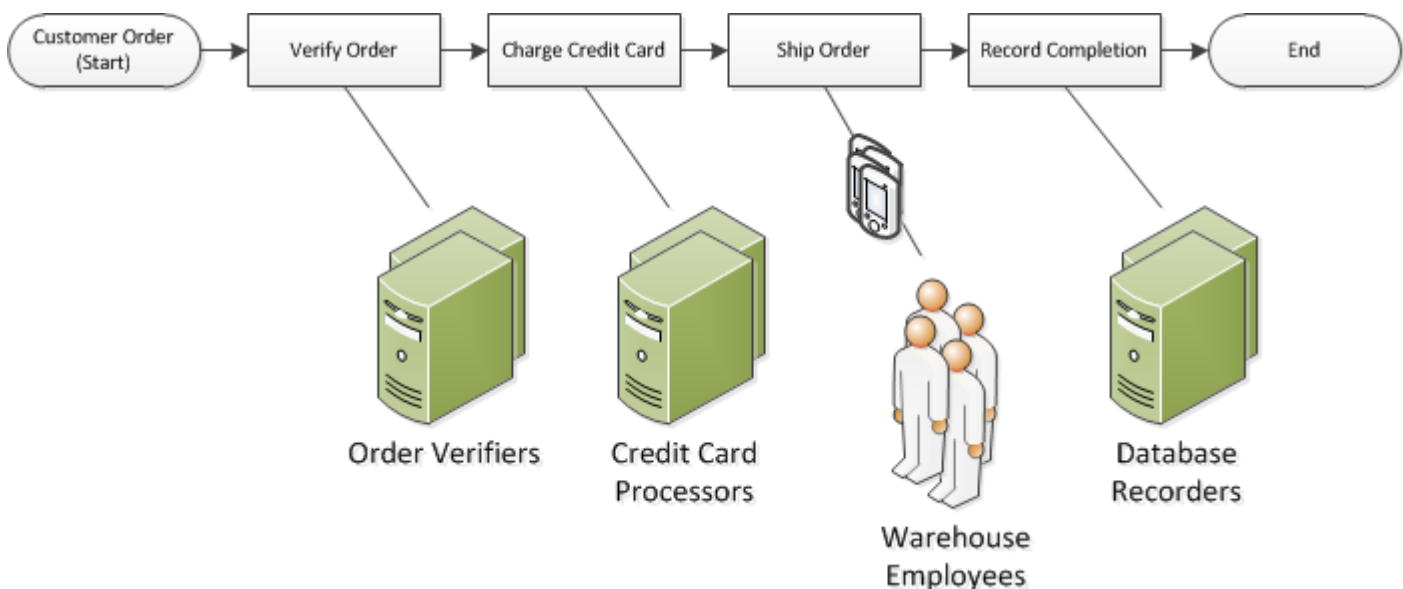 Customer Order
(Start)
Verify Order
Charge Credit Card
Ship Order
Record Completion
End
Order Verifiers
Credit Card
Processors
Warehouse
Employees
Database
Recorders